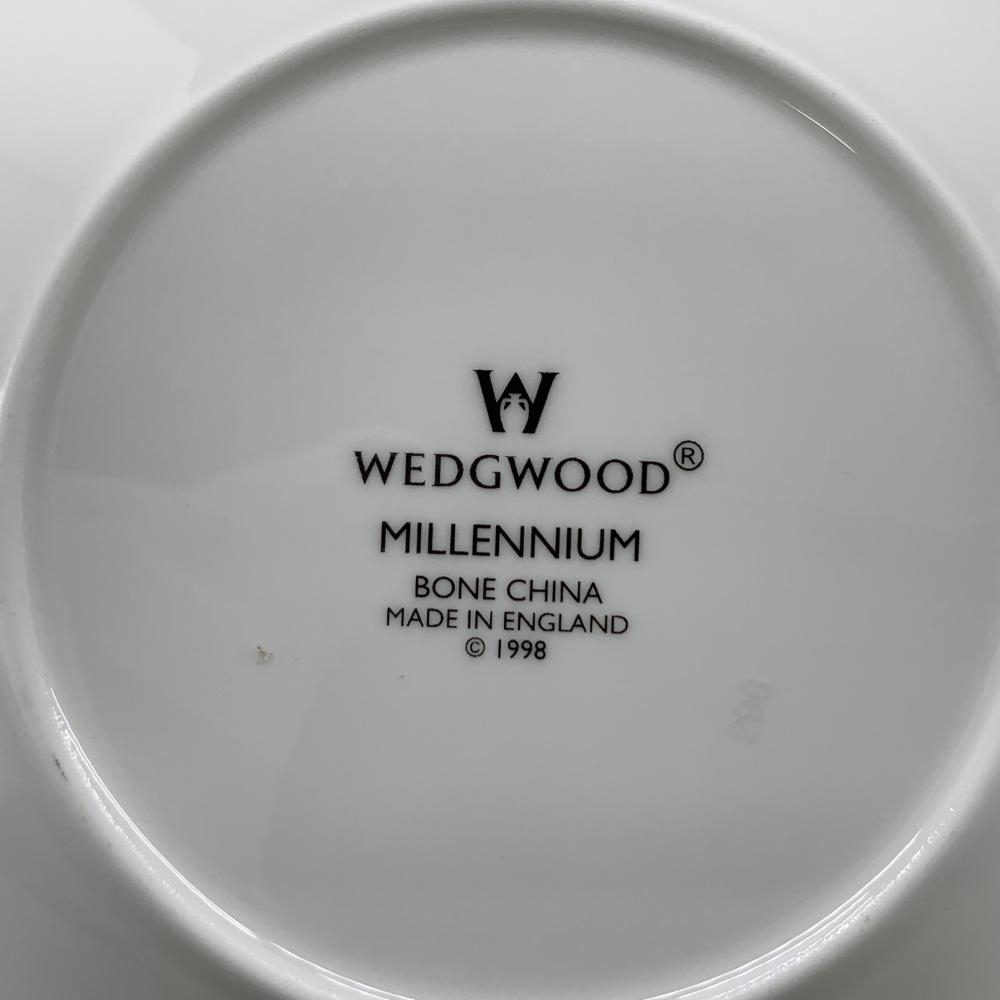 W
WEDGWOOD®
MILLENNIUM
BONE CHINA
MADE IN ENGLAND
© 1998